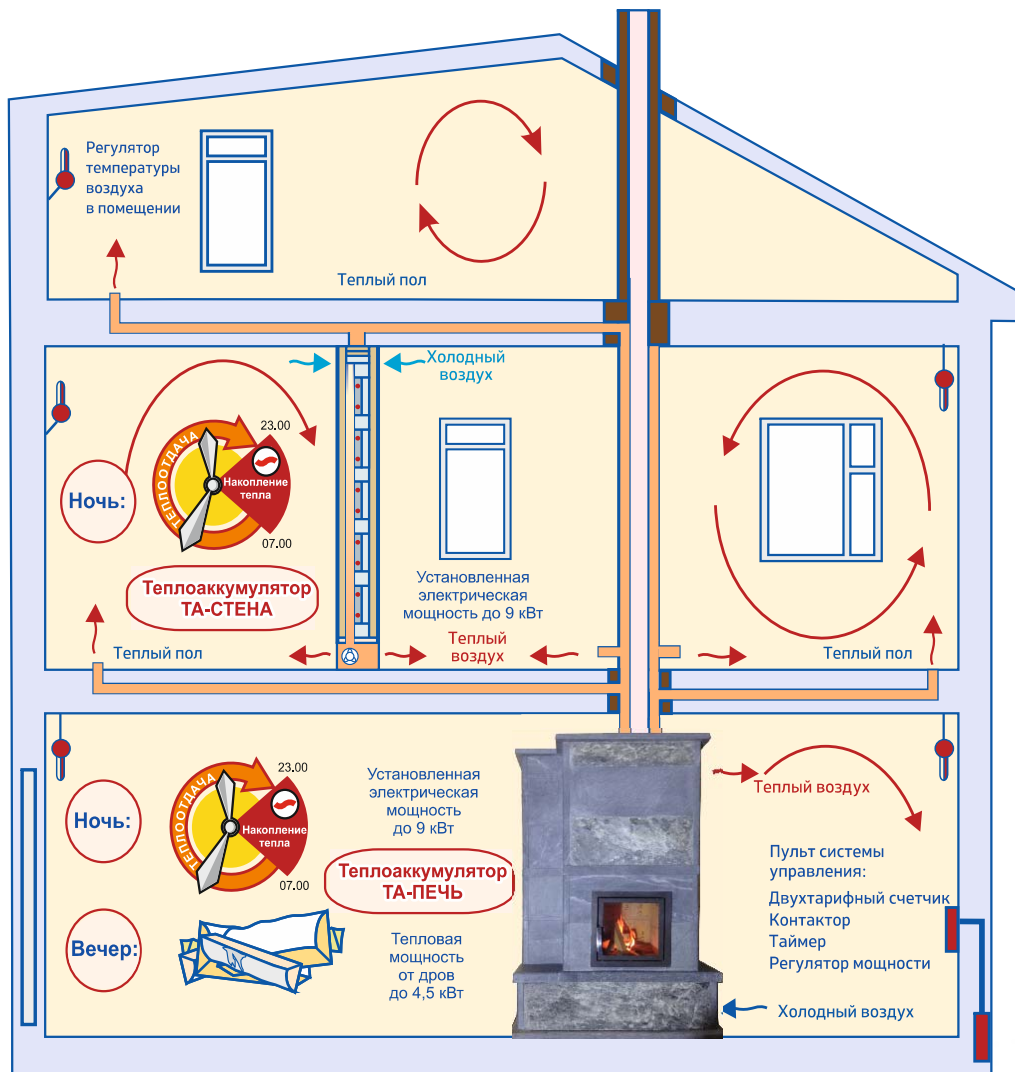 Регулятор
температуры
воздуха
в помещении
Теплый пол
Холодный
воздух
23.00
ТЕПЛООТДАЧА
Накопление
тепла
Ночь:
07.00
Теплоаккумулятор
ТА-СТЕНА
Установленная
электрическая
мощность до 9 кВт
Теплый пол
Теплый
воздух
Теплый пол
23.00
ТЕПЛООТДАЧА
Накопление
тепла
Ночь:
07.00
Установленная
электрическая
мощность
до 9 кВт
Теплый воздух
Теплоаккумулятор
ТА-ПЕЧЬ
Пульт системы
управления:
Двухтарифный счетчик
Контактор
Таймер
Регулятор мощности
Вечер:
Тепловая
мощность
от дров
до 4,5 кВт
Холодный воздух